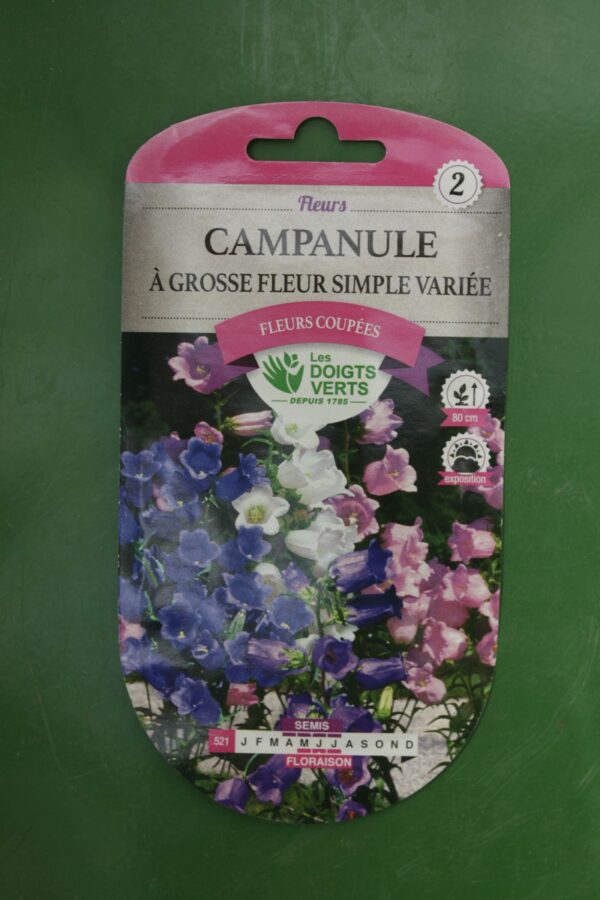 2
Fleurs
CAMPANULE
À GROSSE FLEUR SIMPLE VARIÉE
FLEURS COUPÉES
Les
DOIGTS
VERTS
DEPUIS 1785
80 cm
exposition
SEMIS
521 J F M A M J J A S O N D
FLORAISON